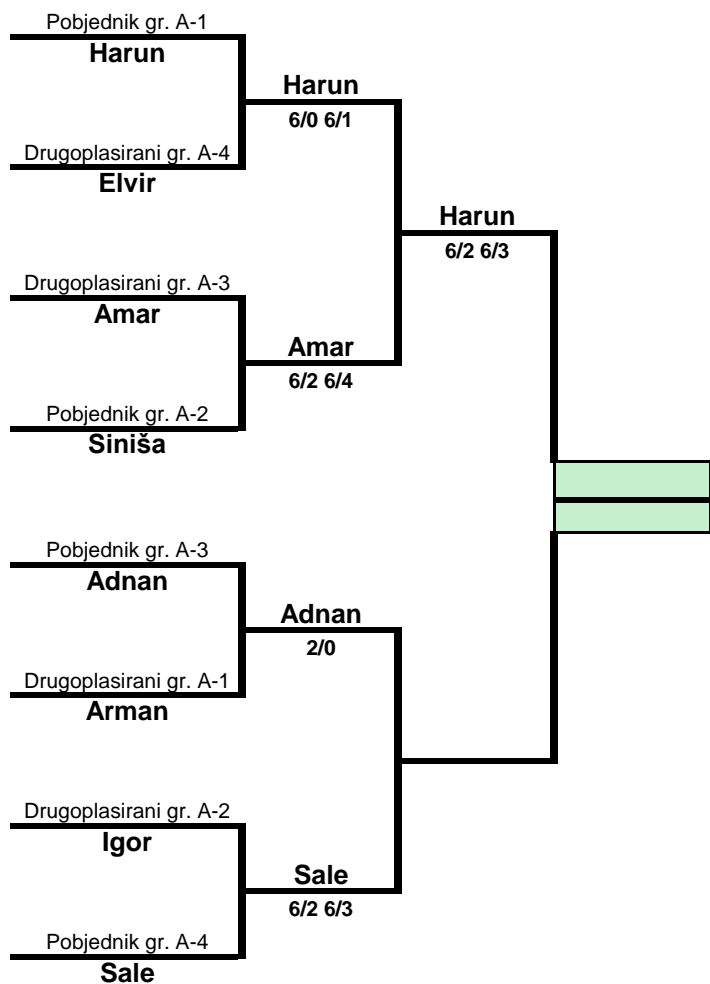 Pobjednik gr. A-1
Harun
Harun
6/0 6/1
Drugoplasirani gr. A-4
Elvir
Harun
6/2 6/3
Drugoplasirani gr. A-3
Amar
Amar
6/2 6/4
Pobjednik gr. A-2
Siniša
Pobjednik gr. A-3
Adnan
Adnan
2/0
Drugoplasirani gr. A-1
Arman
Drugoplasirani gr. A-2
Igor
Sale
6/2 6/3
Pobjednik gr. A-4
Sale